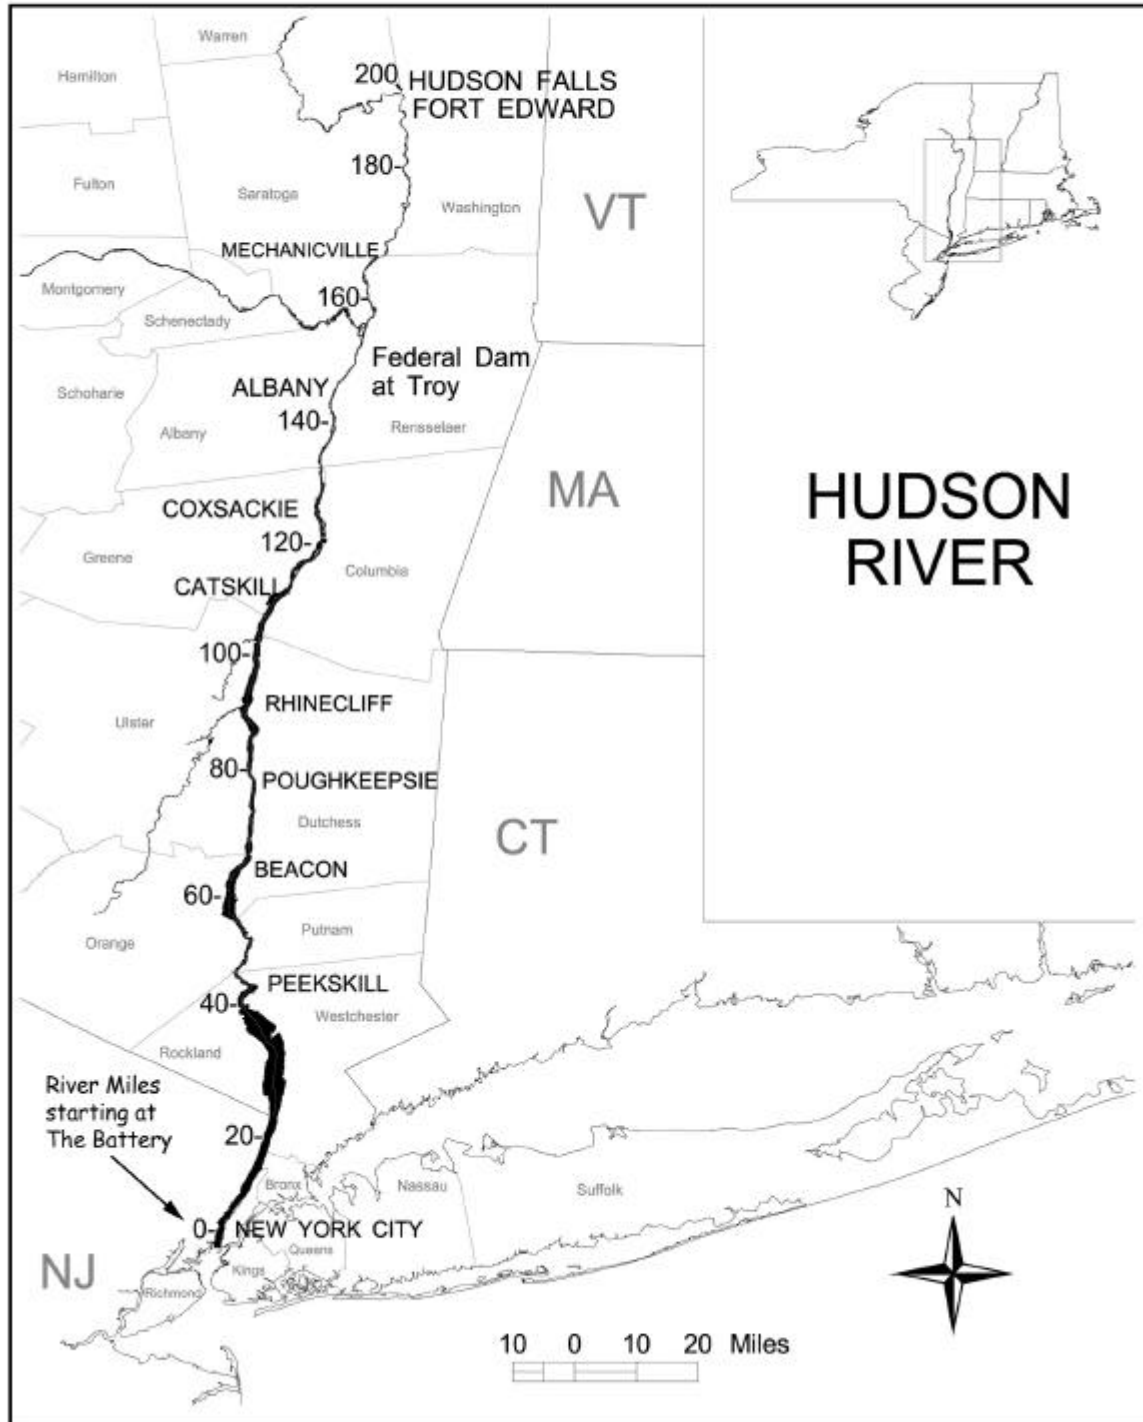 Warren
Hamilton
200
HUDSON FALLS
FORT EDWARD
180-
Fulton
Saratoga
Washington
VT
MECHANICVILLE
Montgomery
160-
Schenectady
Federal Dam
at Troy
ALBANY
Schoharie
140-
Albany
Rensselaer
MA
HUDSON
RIVER
COXSACKIE
120-
Greene
Columbia
CATSKILL
100-
RHINECLIFF
Ulster
80-
POUGHKEEPSIE
Dutchess
CT
BEACON
60-
Putnam
Orange
PEEKSKILL
40-
Westchester
Rockland
River Miles
starting at
The Battery
20-
Bronx
Nassau
Suffolk
N
0-
NEW YORK CITY
Queens
NJ
Kings
Richmond
10 0 10 20 Miles